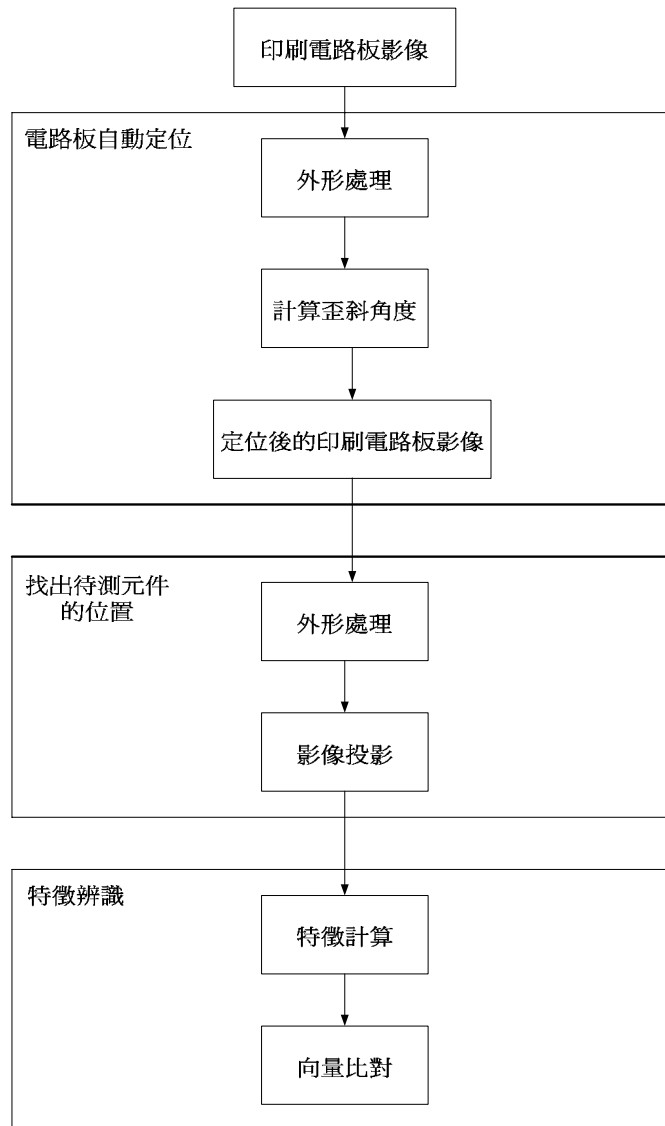 印刷電路板影像
電路板自動定位
外形處理
計算歪斜角度
定位後的印刷電路板影像
找出待測元件
的位置
外形處理
影像投影
特徵辨識
特徵計算
向量比對